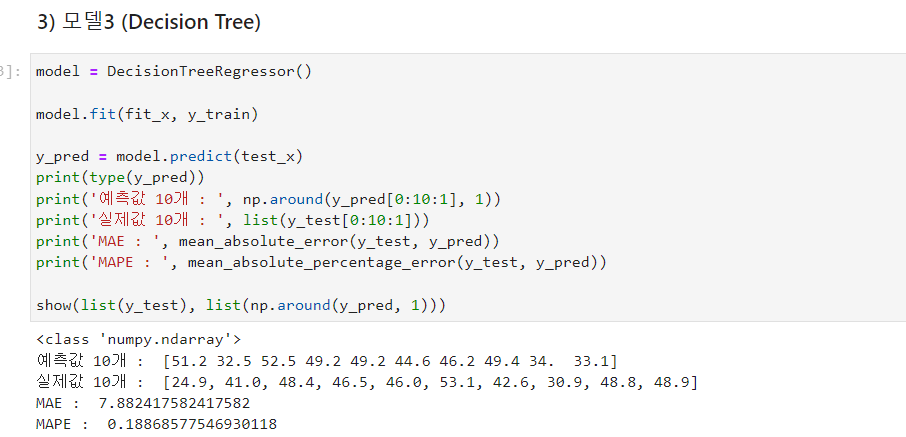 3) 모델3 (Decision Tree)
3]:
model = DecisionTreeRegressor()
model.fit(fit_x, y_train)
y_pred = model.predict(test_x)
print(type(y_pred))
print('예측값 10개 : ', np.around(y_pred[0:10:1], 1))
print('실제값 10개 : ', list(y_test[0:10:1]))
print('MAE : ', mean_absolute_error(y_test, y_pred))
print('MAPE : ', mean_absolute_percentage_error(y_test, y_pred))
show(list(y_test), list(np.around(y_pred, 1)))
<class 'numpy.ndarray'>
예측값 10개 :  [51.2 32.5 52.5 49.2 49.2 44.6 46.2 49.4 34.  33.1]
실제값 10개 :  [24.9, 41.0, 48.4, 46.5, 46.0, 53.1, 42.6, 30.9, 48.8, 48.9]
MAE :  7.882417582417582
MAPE :  0.18868577546930118